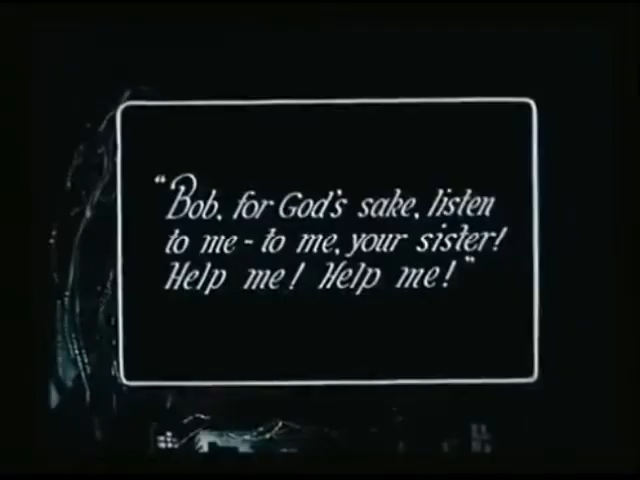 "Bob, for God's sake, listen
to me - to me, your sister!
Help me! Help me!"